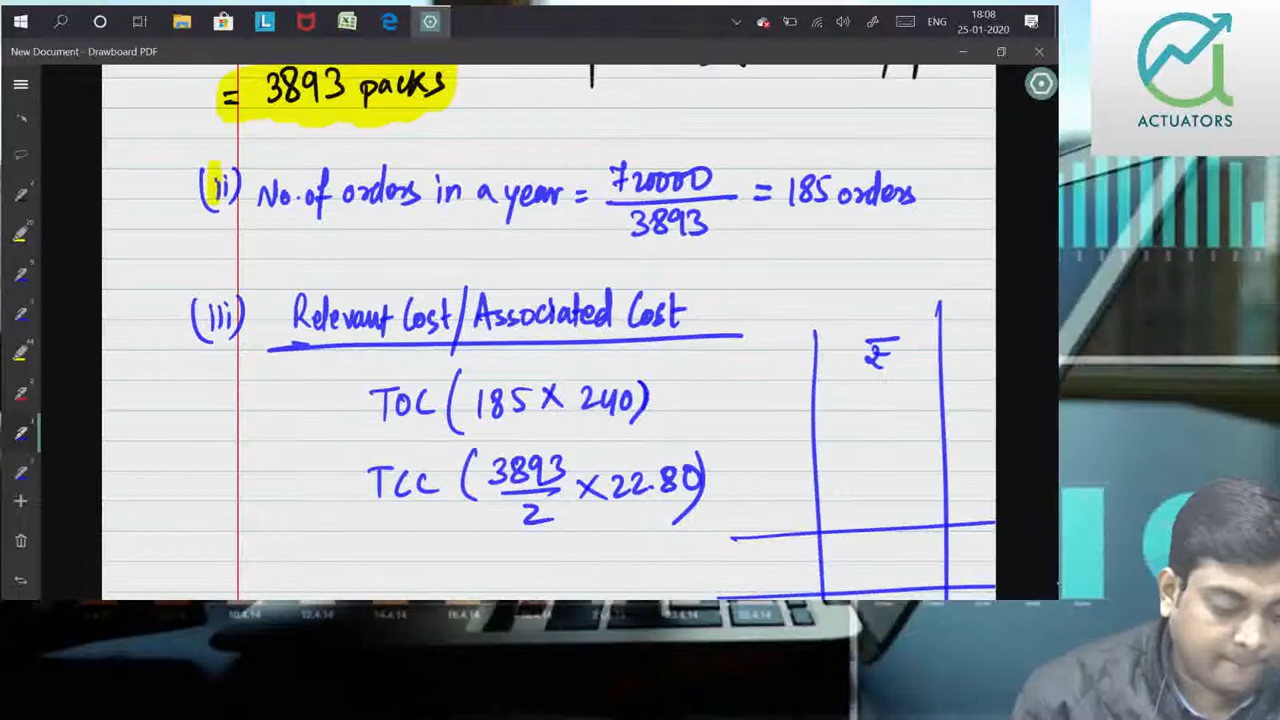 18:08
ENG
25-01-2020
New Document - Drawboard PDF
ACTUATORS
= 3893 packs
(ii) No. of orders in a year = 720000 / 3893 = 185 orders
(iii) Relevant Cost/Associated Cost
₹
TOC (185 × 240)
TCC (3893 / 2 × 22.80)